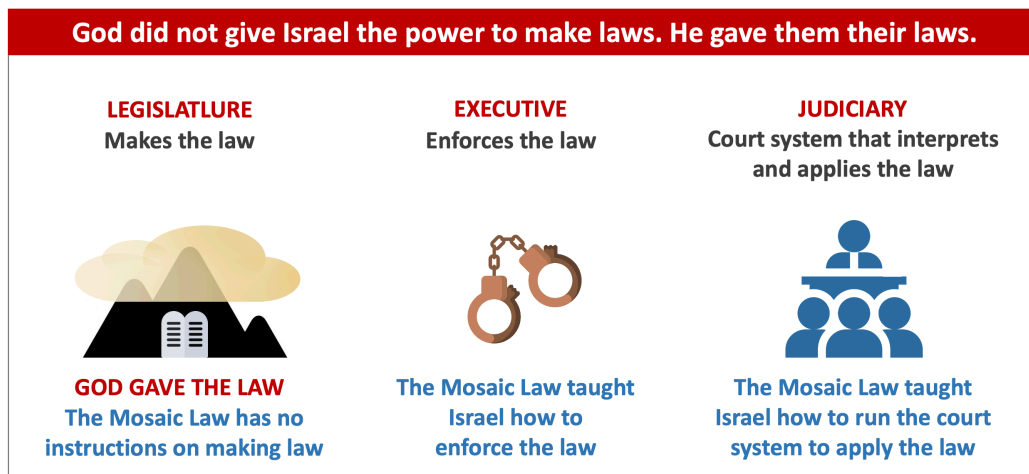 God did not give Israel the power to make laws. He gave them their laws.
LEGISLATLURE
Makes the law
EXECUTIVE
Enforces the law
JUDICIARY
Court system that interprets
and applies the law
GOD GAVE THE LAW
The Mosaic Law has no
instructions on making law
The Mosaic Law taught
Israel how to
enforce the law
The Mosaic Law taught
Israel how to run the court
system to apply the law